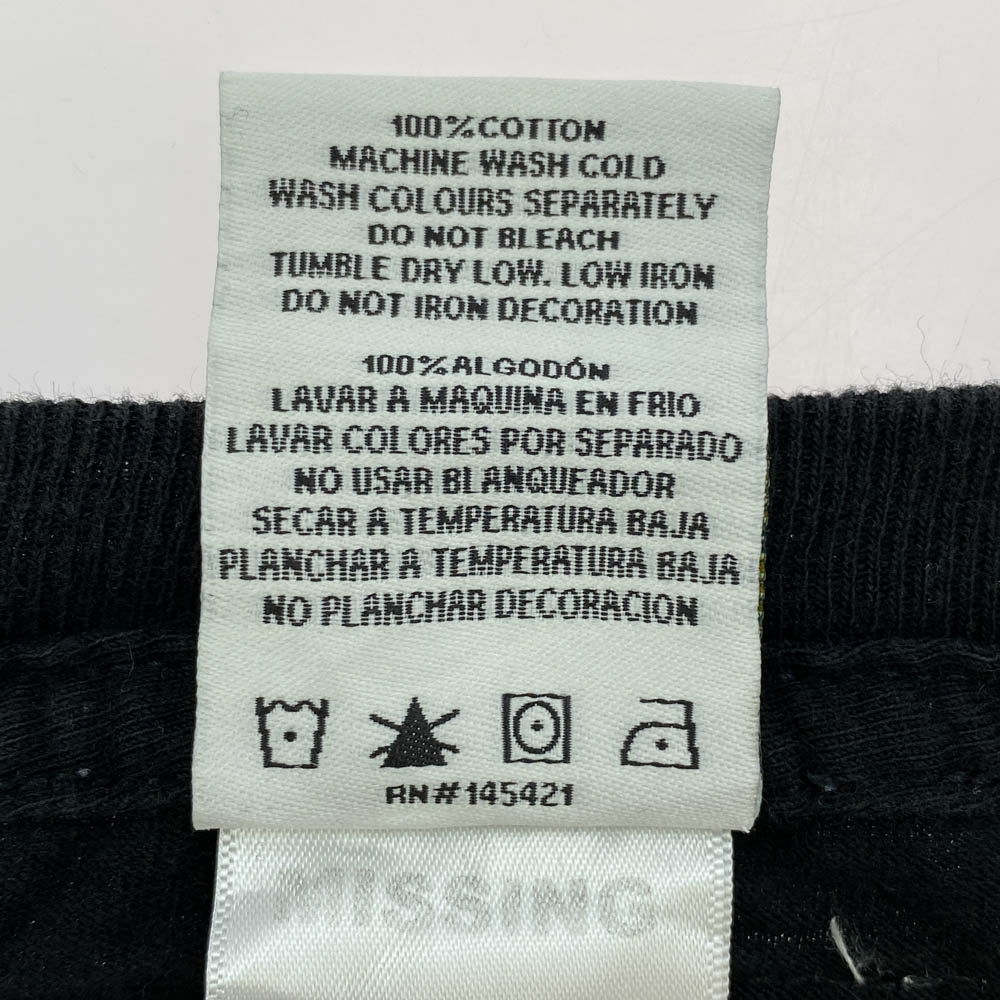 100% COTTON
MACHINE WASH COLD
WASH COLOURS SEPARATELY
DO NOT BLEACH
TUMBLE DRY LOW. LOW IRON
DO NOT IRON DECORATION
100% ALGODÓN
LAVAR A MAQUINA EN FRIO
LAVAR COLORES POR SEPARADO
NO USAR BLANQUEADOR
SECAR A TEMPERATURA BAJA
PLANCHAR A TEMPERATURA BAJA
NO PLANCHAR DECORACION
RN#145421
MISSING